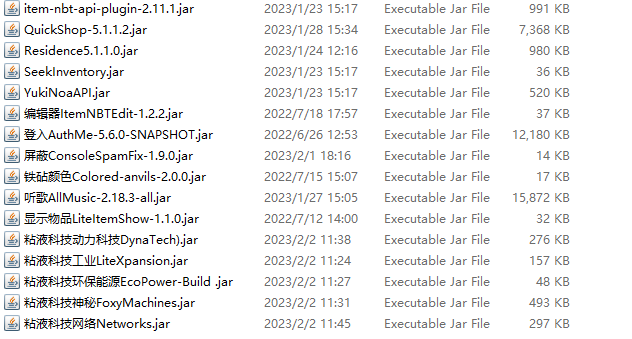 item-nbt-api-plugin-2.11.1.jar 2023/1/23 15:17 Executable Jar File 991 KB
QuickShop-5.1.1.2.jar 2023/1/28 15:34 Executable Jar File 7,368 KB
Residence5.1.1.0.jar 2023/1/24 12:16 Executable Jar File 980 KB
SeekInventory.jar 2023/1/23 15:17 Executable Jar File 36 KB
YukiNoaAPI.jar 2023/1/23 15:17 Executable Jar File 520 KB
编辑器ItemNBTEdit-1.2.2.jar 2022/7/18 17:57 Executable Jar File 37 KB
登入AuthMe-5.6.0-SNAPSHOT.jar 2022/6/26 12:53 Executable Jar File 12,180 KB
屏蔽ConsoleSpamFix-1.9.0.jar 2023/2/1 18:16 Executable Jar File 14 KB
铁砧颜色Colored-anvils-2.0.0.jar 2022/7/15 15:07 Executable Jar File 17 KB
听歌AllMusic-2.18.3-all.jar 2023/1/27 15:05 Executable Jar File 15,872 KB
显示物品LiteItemShow-1.1.0.jar 2022/7/12 14:00 Executable Jar File 32 KB
粘液科技动力科技DynaTech).jar 2023/2/2 11:38 Executable Jar File 276 KB
粘液科技工业LiteXpansion.jar 2023/2/2 11:24 Executable Jar File 157 KB
粘液科技环保能源EcoPower-Build .jar 2023/2/2 11:27 Executable Jar File 48 KB
粘液科技神秘FoxyMachines.jar 2023/2/2 11:31 Executable Jar File 493 KB
粘液科技网络Networks.jar 2023/2/2 11:45 Executable Jar File 297 KB